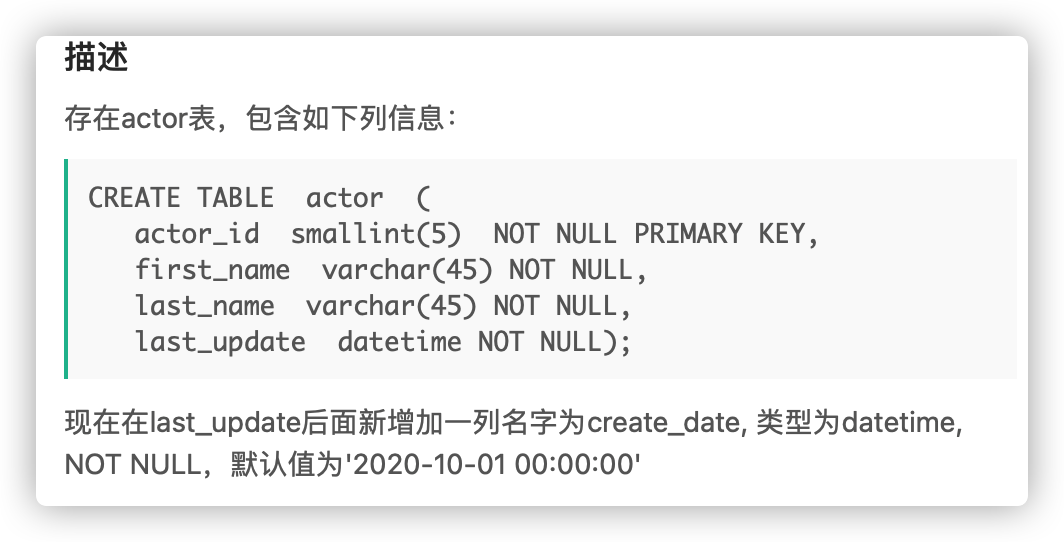 描述
存在actor表，包含如下列信息：
CREATE TABLE  actor  (
   actor_id  smallint(5)  NOT NULL PRIMARY KEY,
   first_name  varchar(45) NOT NULL,
   last_name  varchar(45) NOT NULL,
   last_update  datetime NOT NULL);
现在在last_update后面新增加一列名字为create_date, 类型为datetime,
NOT NULL，默认值为'2020-10-01 00:00:00'